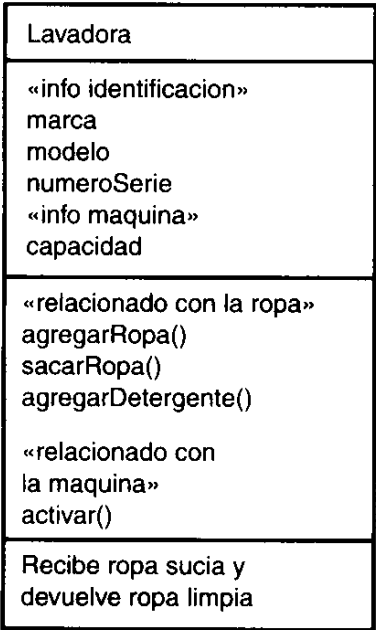 Lavadora
«info identificacion»
marca
modelo
numeroSerie
«info maquina»
capacidad
«relacionado con la ropa»
agregarRopa()
sacarRopa()
agregarDetergente()
«relacionado con
la maquina»
activar()
Recibe ropa sucia y
devuelve ropa limpia